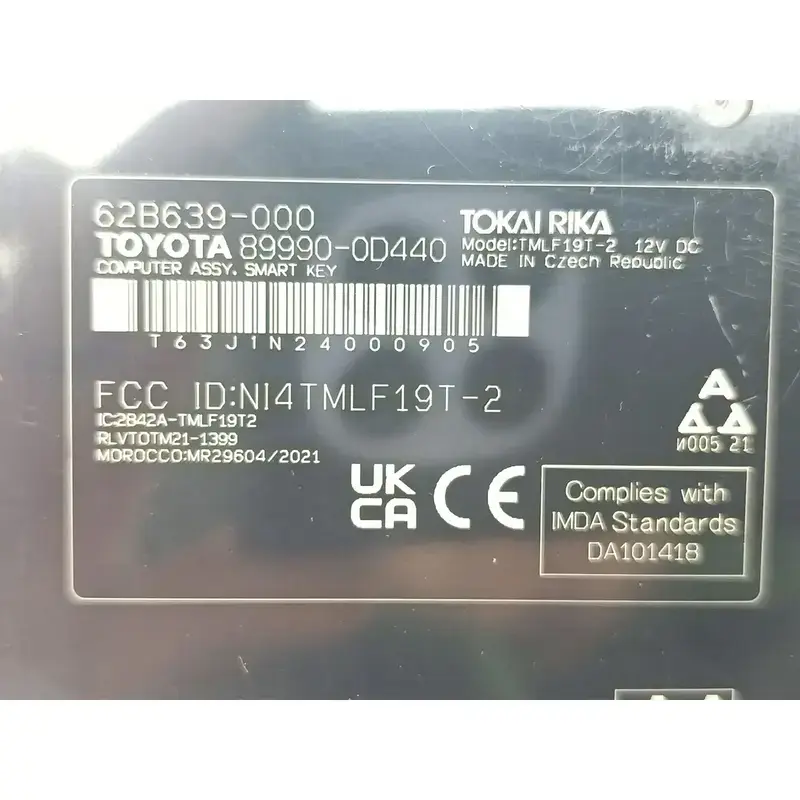 62B639-000
TOYOTA 89990-0D440
COMPUTER ASSY. SMART KEY
TOKAI RIKA
Model:TMLF19T-2 12V DC
MADE IN Czech Republic
T63J1N24000905
FCC ID:NI4TMLF19T-2
IC:2842A-TMLF19T2
RLVTOTM21-1399
MOROCCO:MR29604/2021
И005 21
UK
CA
CE
Complies with
IMDA Standards
DA101418